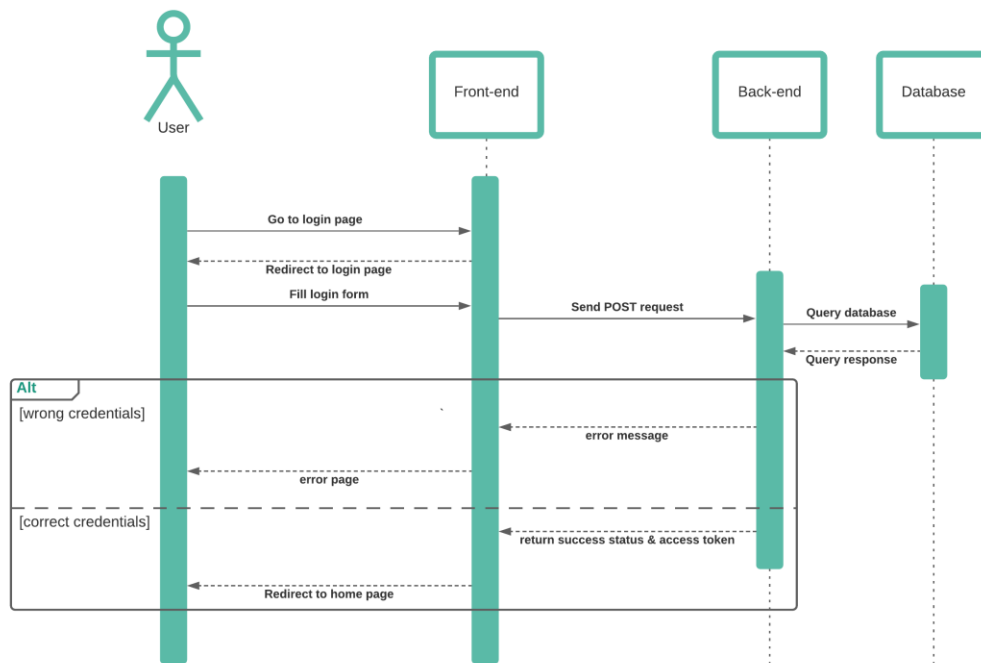 User
Front-end
Back-end
Database
Go to login page
Redirect to login page
Fill login form
Send POST request
Query database
Query response
Alt
[wrong credentials]
error message
error page
[correct credentials]
return success status & access token
Redirect to home page